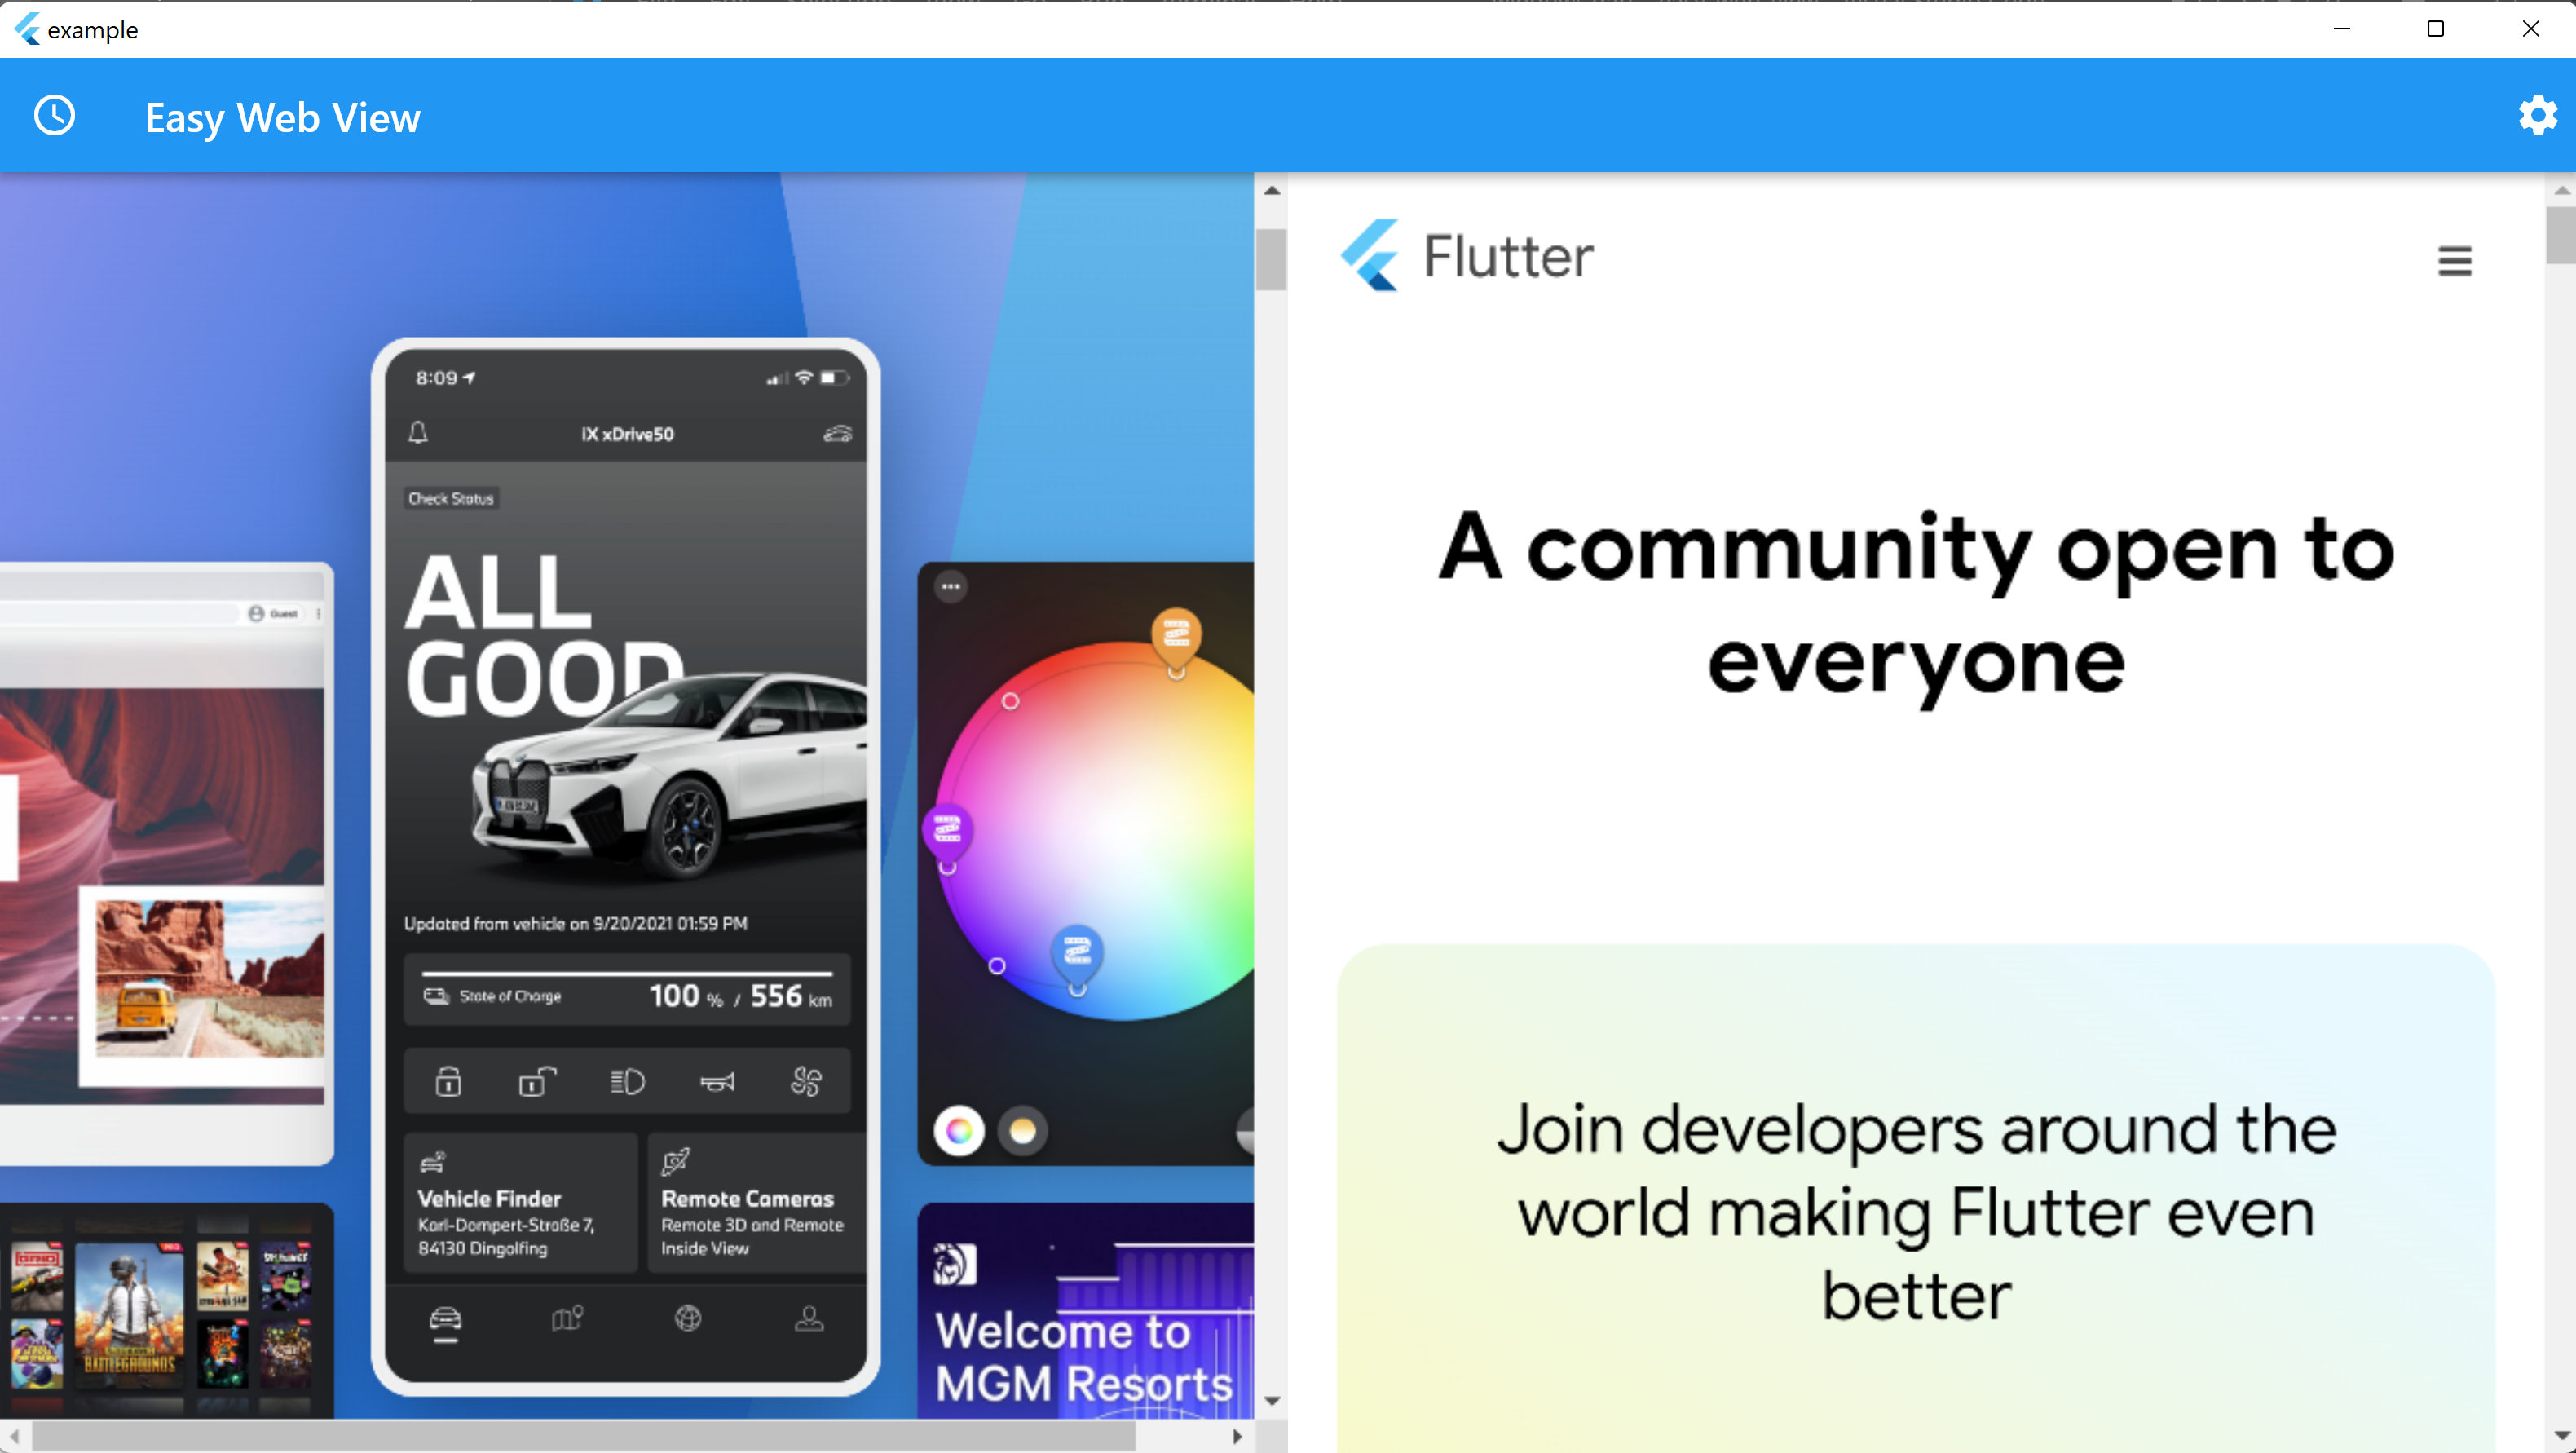 example
Easy Web View
8:09
iX xDrive50
Check Status
ALL
GOOD
Updated from vehicle on 9/20/2021 01:59 PM
State of Charge 100 % / 556 km
Vehicle Finder
Karl-Dompert-Straße 7,
84130 Dingolfing
Remote Cameras
Remote 3D and Remote
Inside View
Guest
GRID
BATTLEGROUNDS
Welcome to
MGM Resorts
Flutter
A community open to
everyone
Join developers around the
world making Flutter even
better